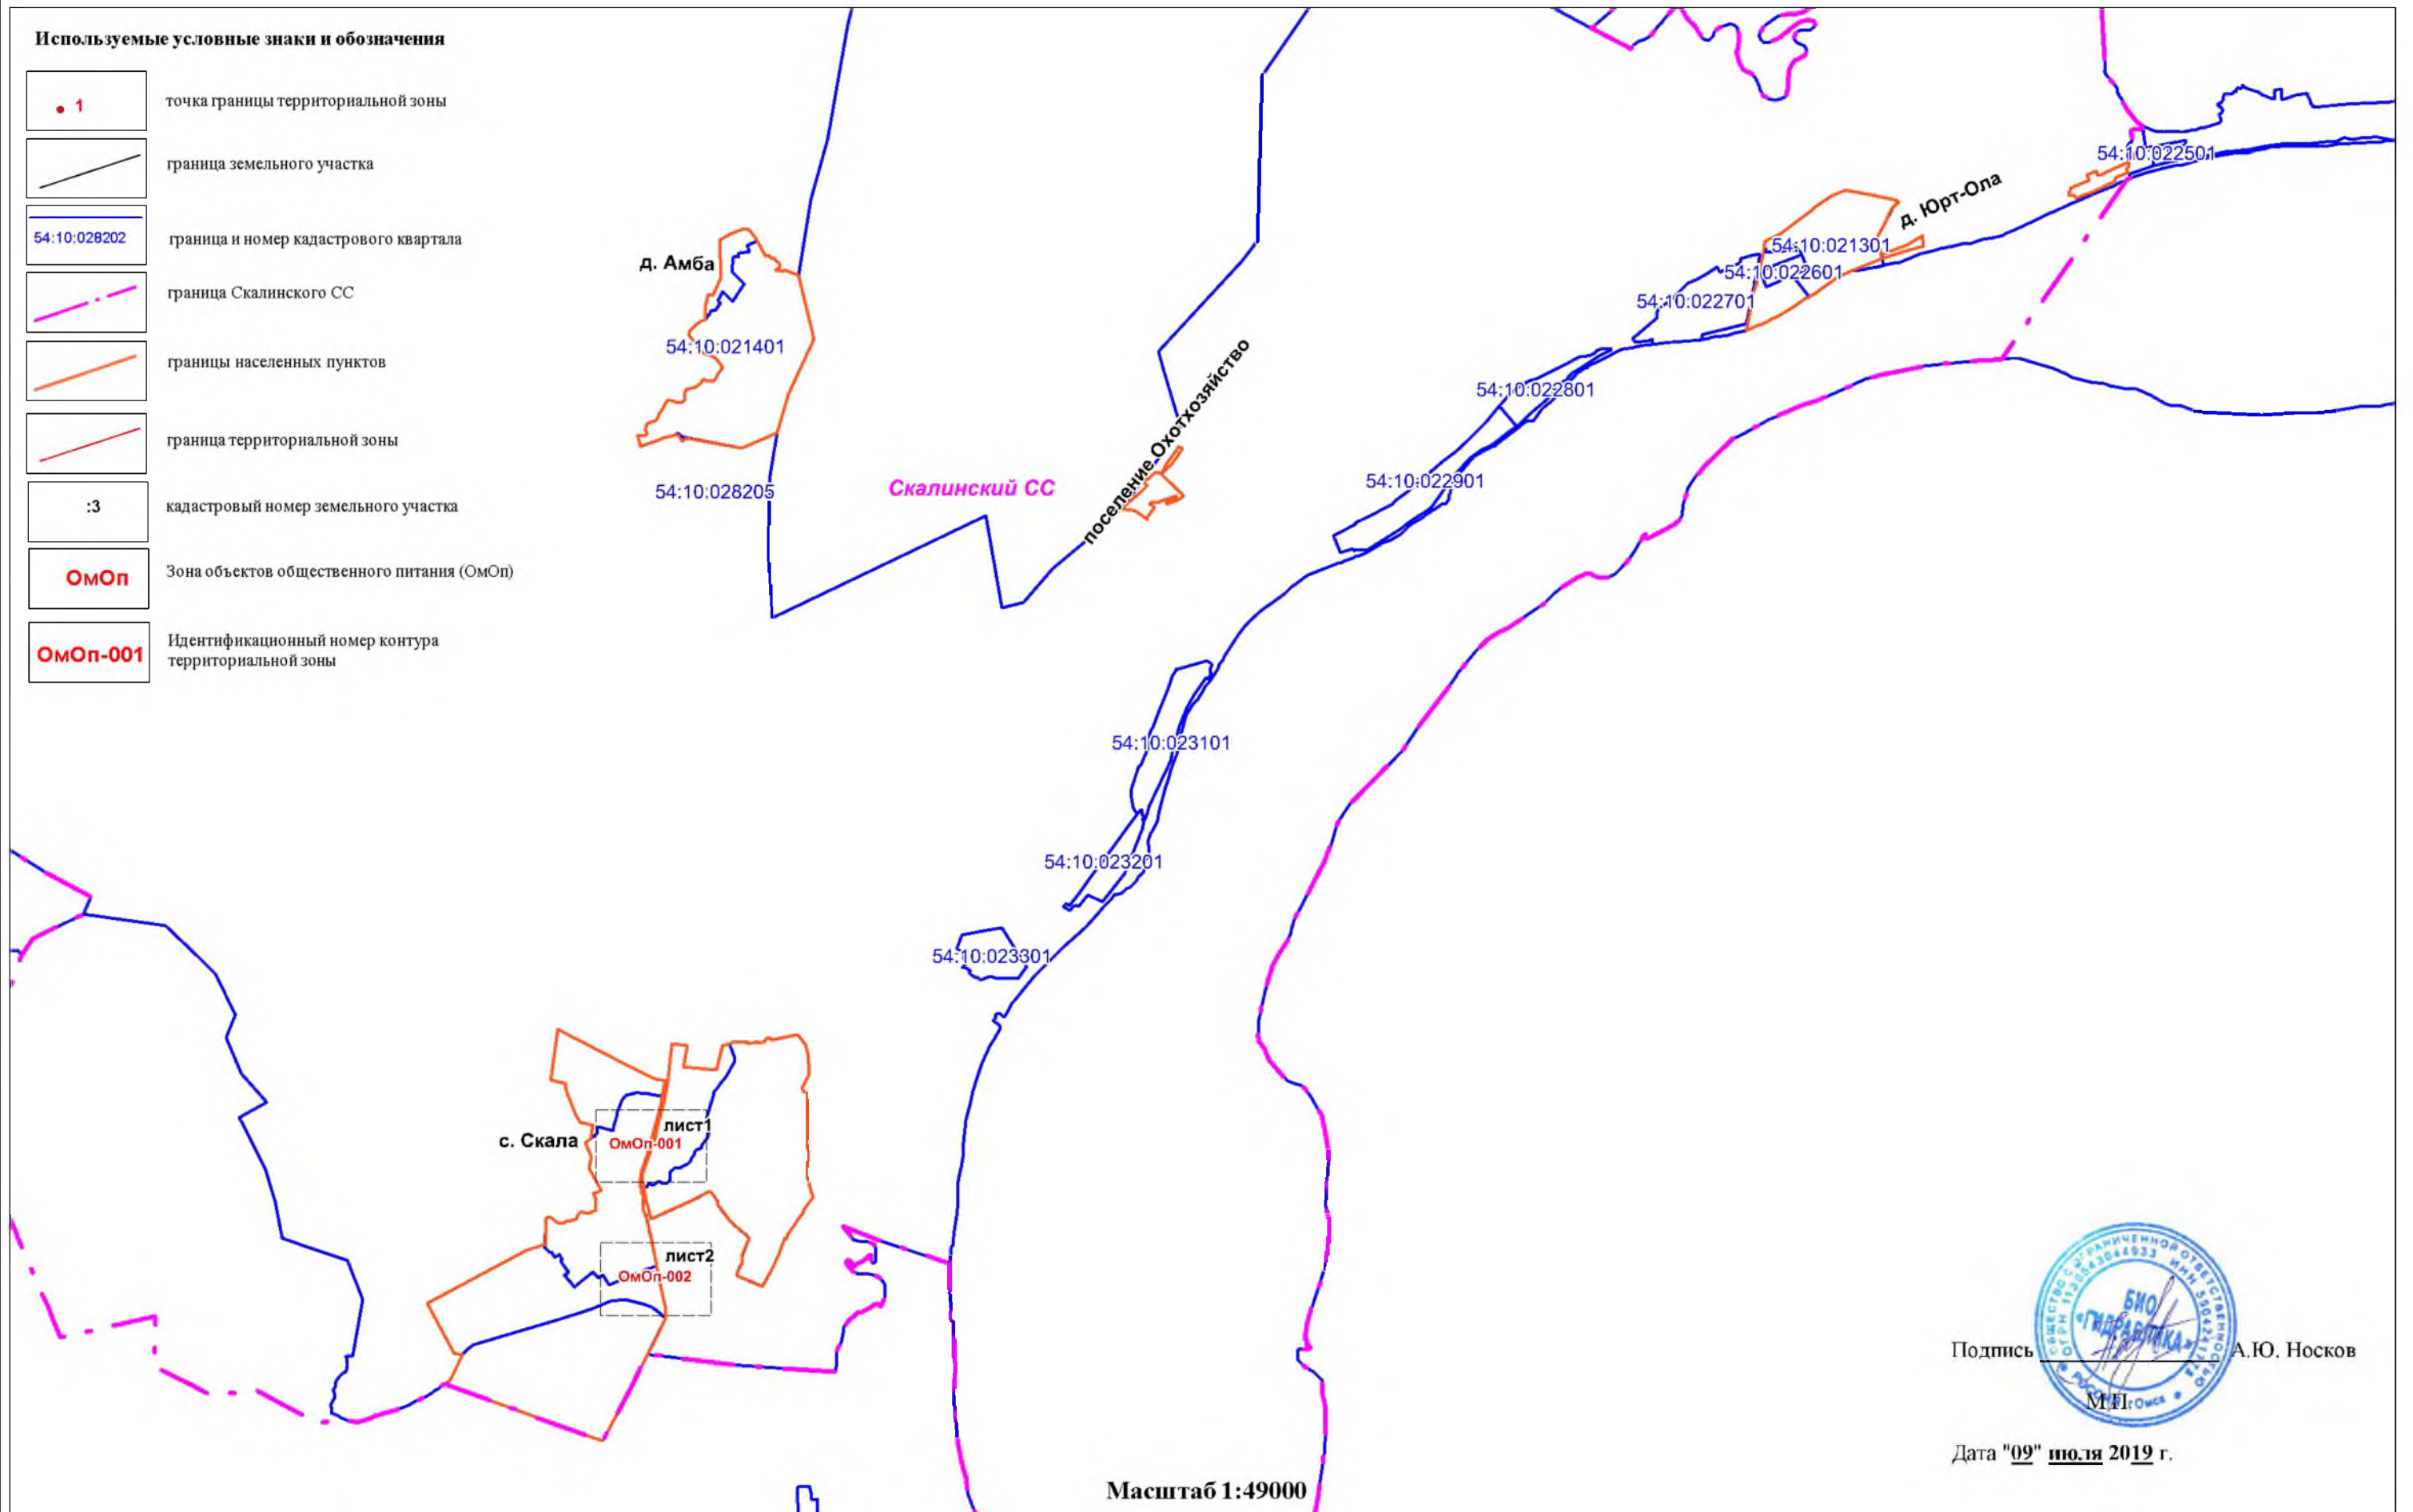 Используемые условные знаки и обозначения
1
точка границы территориальной зоны
граница земельного участка
54:10:028202
граница и номер кадастрового квартала
граница Скалинского СС
границы населенных пунктов
граница территориальной зоны
:3
кадастровый номер земельного участка
ОмОп
Зона объектов общественного питания (ОмОп)
ОмОп-001
Идентификационный номер контура
территориальной зоны
54:10:022501
д. Юрт-Ола
54:10:021301
54:10:022601
54:10:022701
д. Амба
54:10:021401
54:10:022801
поселение Охотхозяйство
54:10:022901
54:10:028205
Скалинский СС
54:10:023101
54:10:023201
54:10:023301
лист1
с. Скала
ОмОп-001
лист2
ОмОп-002
БИО
«ГИДРАВЛИКА»
Подпись
А.Ю. Носков
М.П.
г.Омск
Дата "09" июля 2019 г.
Масштаб 1:49000